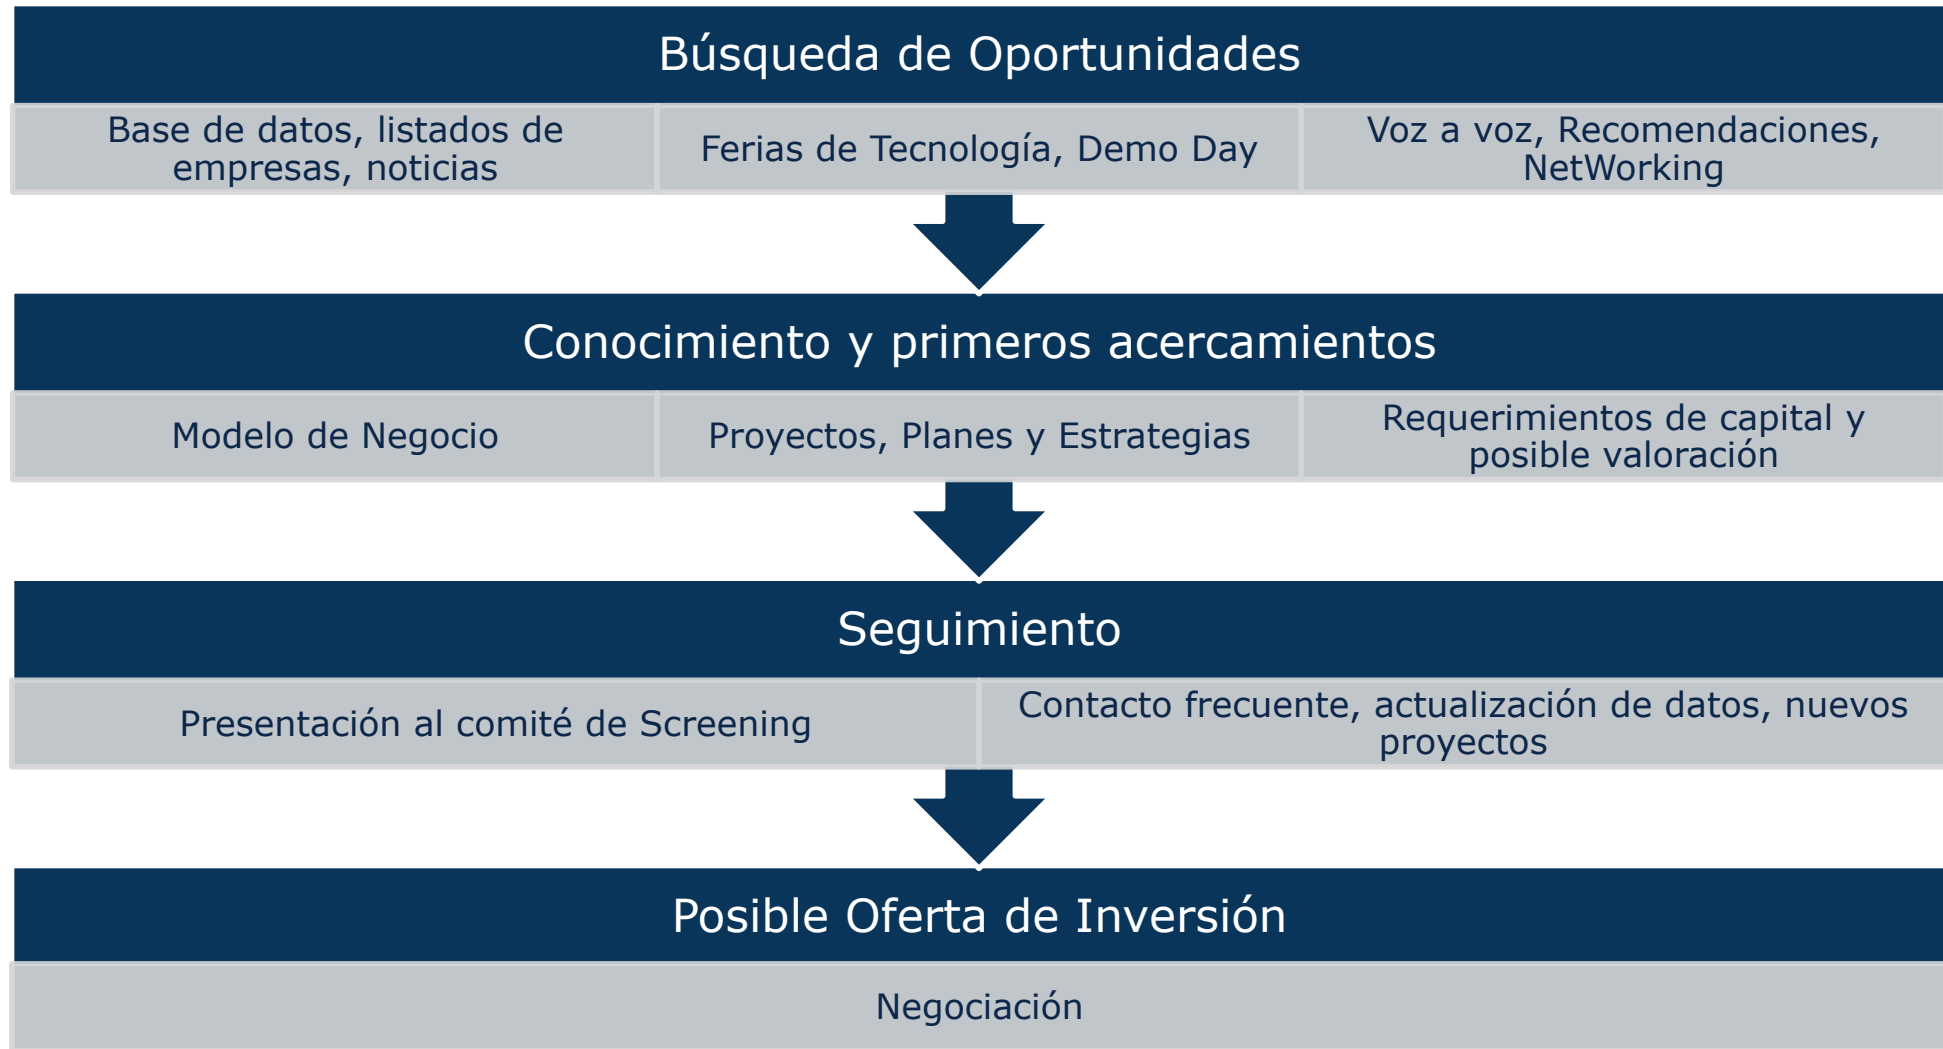 Búsqueda de Oportunidades
Base de datos, listados de
empresas, noticias
Ferias de Tecnología, Demo Day
Voz a voz, Recomendaciones,
NetWorking
Conocimiento y primeros acercamientos
Modelo de Negocio
Proyectos, Planes y Estrategias
Requerimientos de capital y
posible valoración
Seguimiento
Presentación al comité de Screening
Contacto frecuente, actualización de datos, nuevos
proyectos
Posible Oferta de Inversión
Negociación